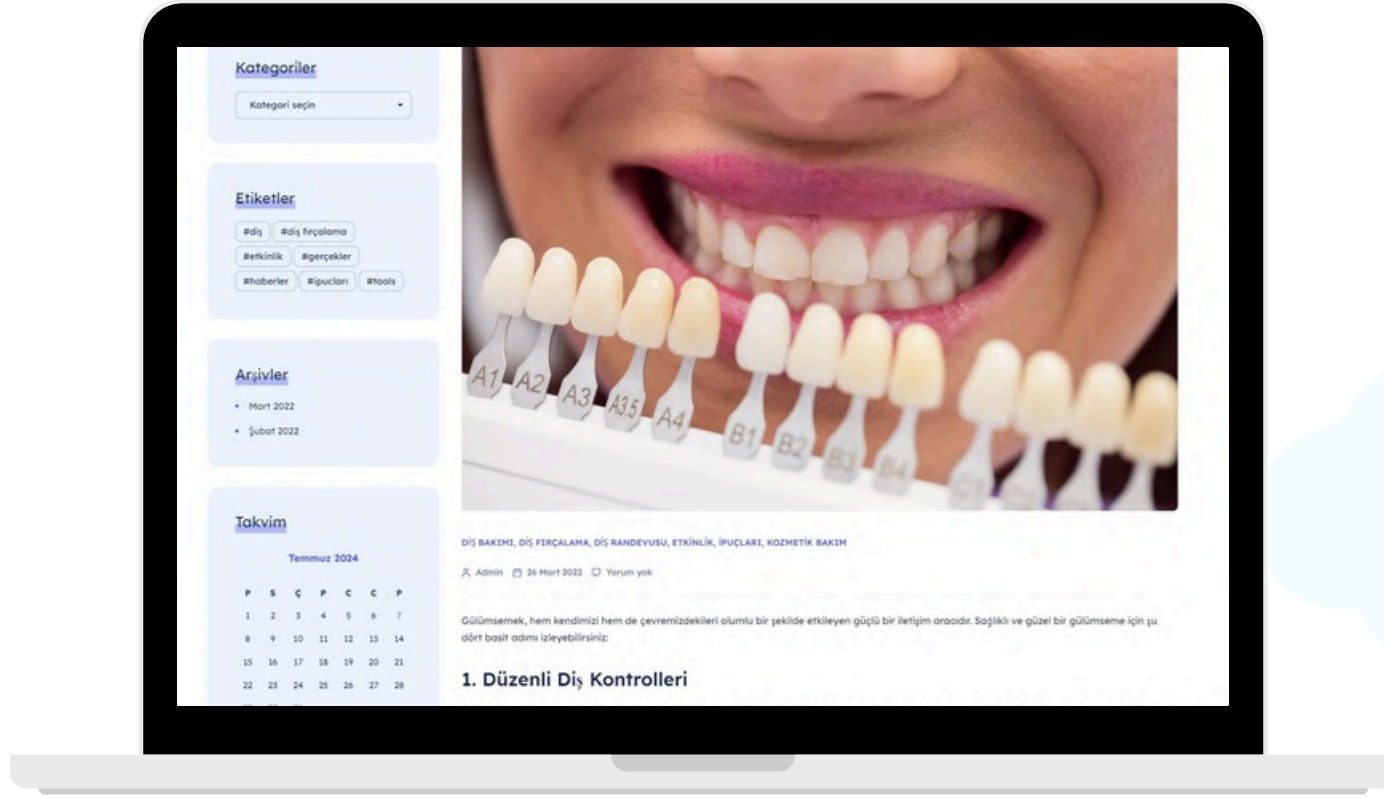 Kategoriler
Kategori seçin
Etiketler
#diş #diş fırçalama
#etkinlik #gerçekler
#haberler #ipuçları #tools
Arşivler
Mart 2022
Şubat 2022
Takvim
Temmuz 2024
P S Ç P C C P
1 2 3 4 5 6 7
8 9 10 11 12 13 14
15 16 17 18 19 20 21
22 23 24 25 26 27 28
A1 A2 A3 A3.5 A4 B1 B2 B3 B4
DİŞ BAKIMI, DİŞ FIRÇALAMA, DİŞ RANDEVUSU, ETKİNLİK, İPUÇLARI, KOZMETİK BAKIM
Admin 26 Mart 2022 Yorum yok
Gülümsemek, hem kendimizi hem de çevremizdekileri olumlu bir şekilde etkileyen güçlü bir iletişim aracıdır. Sağlıklı ve güzel bir gülümseme için şu
dört basit adımı izleyebilirsiniz:
1. Düzenli Diş Kontrolleri